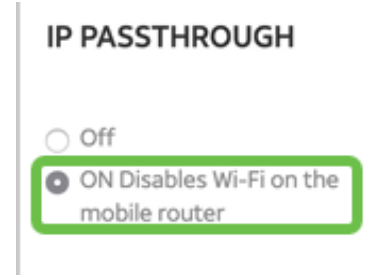 IP PASSTHROUGH
Off
ON Disables Wi-Fi on the
mobile router